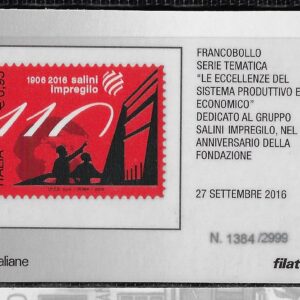 1906 2016 salini
Impregilo
110
ITALIA
€ 0,95
FRANCOBOLLO
SERIE TEMATICA
"LE ECCELLENZE DEL
SISTEMA PRODUTTIVO E
ECONOMICO"
DEDICATO AL GRUPPO
SALINI IMPREGILO, NEL
ANNIVERSARIO DELLA
FONDAZIONE
27 SETTEMBRE 2016
N. 1384/2999
aliane
filat